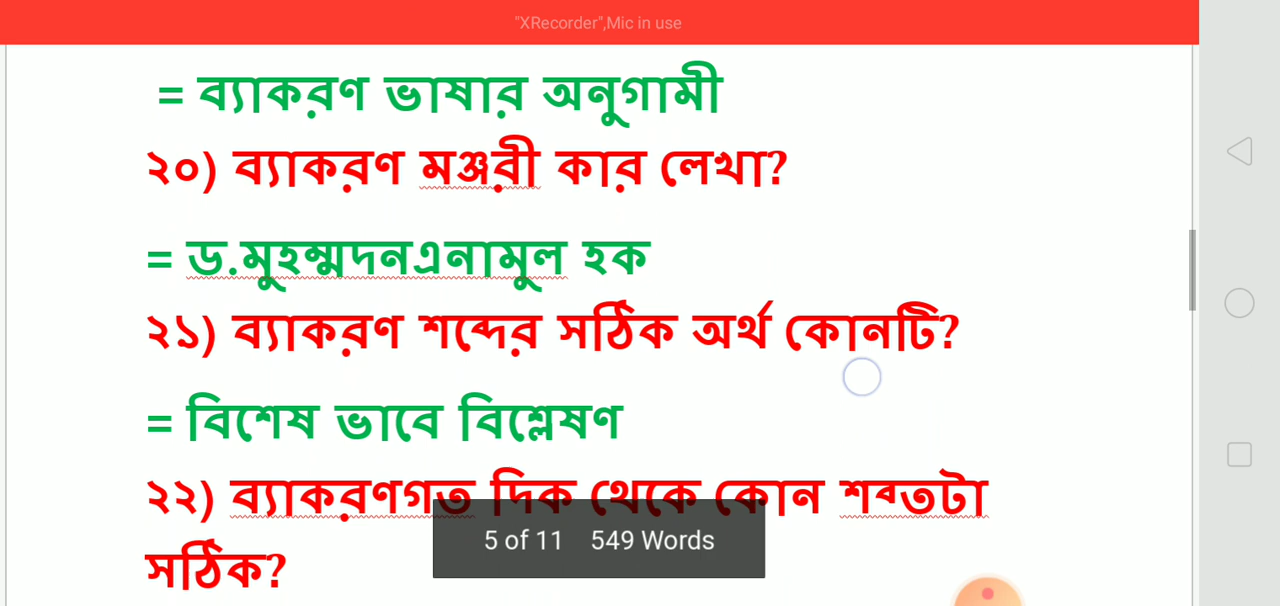 "XRecorder",Mic in use
= ব্যাকরণ ভাষার অনুগামী
২০) ব্যাকরণ মঞ্জরী কার লেখা?
= ড.মুহম্মদনএনামুল হক
২১) ব্যাকরণ শব্দের সঠিক অর্থ কোনটি?
= বিশেষ ভাবে বিশ্লেষণ
২২) ব্যাকরণগত দিক থেকে কোন শব্তটা
সঠিক?
5 of 11 549 Words